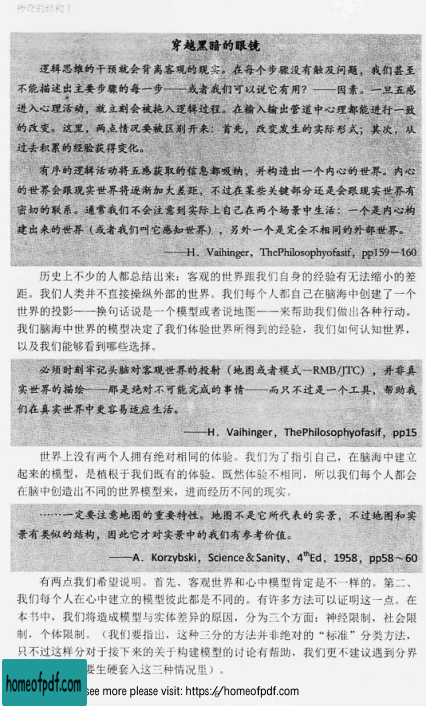 神奇的结构 I
穿越黑暗的眼镜
逻辑思维的干预就会背离客观的现实。在每个步骤没有触及问题，我们甚至
不能描述出主要步骤的每一步——或者我们可以说它有用？——因素。一旦五感
进入心理活动，就立刻会被拖入逻辑过程。在输入输出管道中心理都能进行一致
的改变。这里，两点情况要被区别开来：首先，改变发生的实际形式；其次，从
过去积累的经验获得变化。
有序的逻辑活动将五感获取的信息都吸纳，并构造出一个内心的世界。内心
的世界会跟现实世界将逐渐加大差距，不过在某些关键部分还是会跟现实世界有
密切的联系。通常我们不会注意到实际上自己在两个场景中生活：一个是内心构
建出来的世界（或者我们叫它感知世界），另外一个是完全不相同的外部世界。
——H．Vaihinger，ThePhilosophyofasif，pp159－160
历史上不少的人都总结出来：客观的世界跟我们自身的经验有无法缩小的差
距。我们人类并不直接操纵外部的世界。我们每个人都自己在脑海中创建了一个
世界的投影——换句话说是一个模型或者说地图——来帮助我们做出各种行动。
我们脑海中世界的模型决定了我们体验世界所得到的经验，我们如何认知世界，
以及我们能够看到哪些选择。
必须时刻牢记头脑对客观世界的投射（地图或者模式—RMB/JTC），并非真
实世界的描绘——那是绝对不可能完成的事情——而只不过是一个工具，帮助我
们在真实世界中更容易适应生活。
——H．Vaihinger，ThePhilosophyofasif，pp15
世界上没有两个人拥有绝对相同的体验。我们为了指引自己，在脑海中建立
起来的模型，是植根于我们既有的体验。既然体验不相同，所以我们每个人都会
在脑中创造出不同的世界模型来，进而经历不同的现实。
……一定要注意地图的重要特性。地图不是它所代表的实景，不过地图和实
景有类似的结构，因此它才对实景中的我们有参考价值。
——A．Korzybski，Science＆Sanity，4thEd，1958，pp58～60
有两点我们希望说明。首先、客观世界和心中模型肯定是不一样的。第二、
我们每个人在心中建立的模型彼此都是不同的。有许多方法可以证明这一点。在
本书中，我们将造成模型与实体差异的原因，分为三个方面：神经限制，社会限
制，个体限制。（我们要指出，这种三分的方法并非绝对的“标准”分类方法，
只不过这样分对于接下来的关于构建模型的讨论有帮助，我们更不建议遇到分界
要生硬套入这三种情况里）。
homeofpdf.com
see more please visit: https://homeofpdf.com